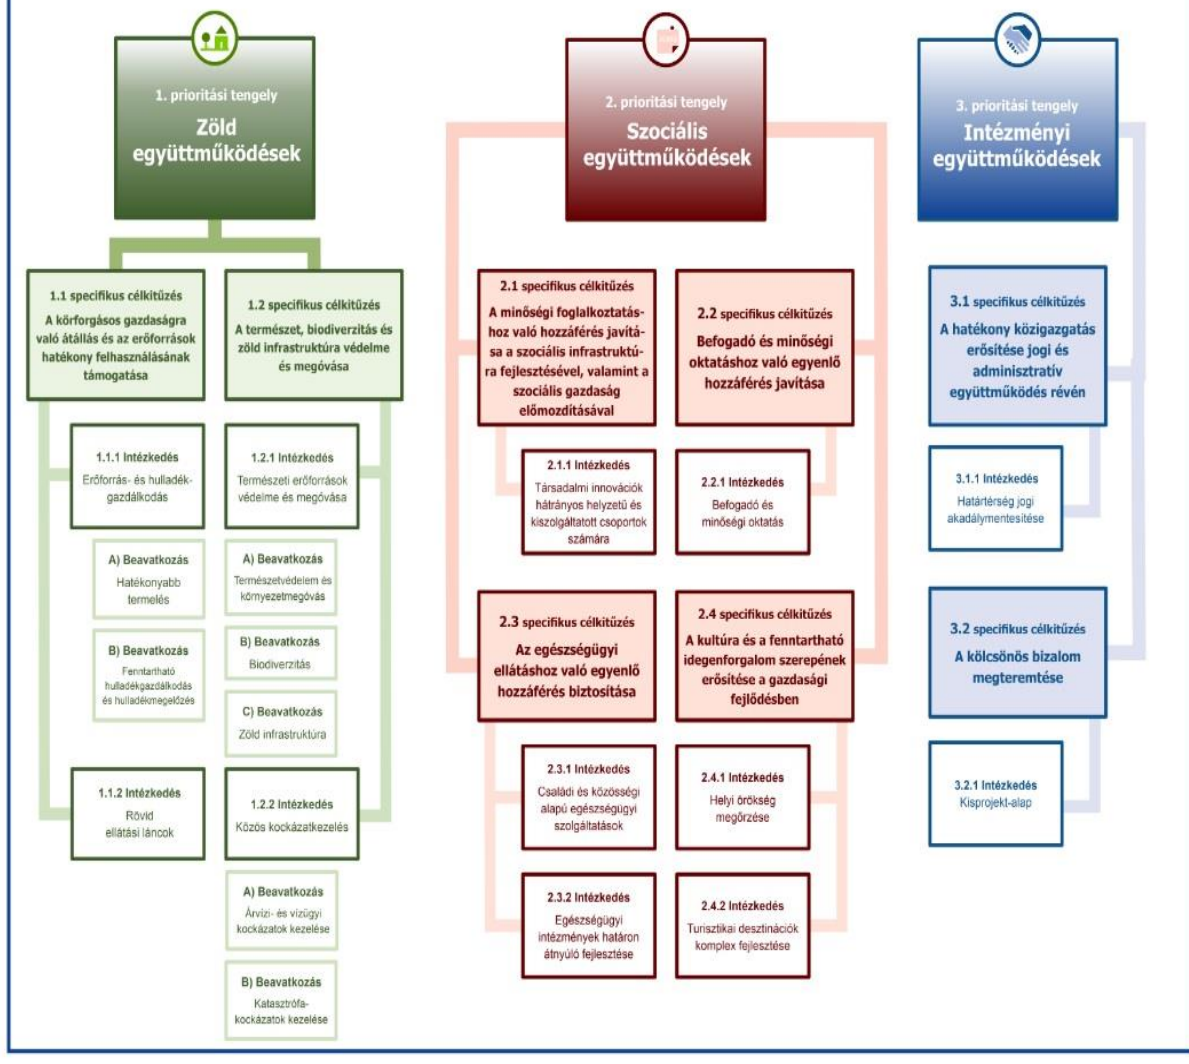 1. prioritási tengely
Zöld
együttműködések
1.1 specifikus célkitűzés
A körforgásos gazdaságra
való átállás és az erőforrások
hatékony felhasználásának
támogatása
1.1.1 Intézkedés
Erőforrás- és hulladék-
gazdálkodás
A) Beavatkozás
Hatékonyabb
termelés
B) Beavatkozás
Fenntartható
hulladékgazdálkodás
és hulladékmegelőzés
1.1.2 Intézkedés
Rövid
ellátási láncok
1.2 specifikus célkitűzés
A természet, biodiverzitás és
zöld infrastruktúra védelme
és megóvása
1.2.1 Intézkedés
Természeti erőforrások
védelme és megóvása
A) Beavatkozás
Természetvédelem és
környezetmegóvás
B) Beavatkozás
Biodiverzitás
C) Beavatkozás
Zöld infrastruktúra
1.2.2 Intézkedés
Közös kockázatkezelés
A) Beavatkozás
Árvízi- és vízügyi
kockázatok kezelése
B) Beavatkozás
Katasztrófa-
kockázatok kezelése
2. prioritási tengely
Szociális
együttműködések
2.1 specifikus célkitűzés
A minőségi foglalkoztatás-
hoz való hozzáférés javítá-
sa a szociális infrastruktú-
ra fejlesztésével, valamint a
szociális gazdaság
előmozdításával
2.1.1 Intézkedés
Társadalmi innovációk
hátrányos helyzetű és
kiszolgáltatott csoportok
számára
2.2 specifikus célkitűzés
Befogadó és minőségi
oktatáshoz való egyenlő
hozzáférés javítása
2.2.1 Intézkedés
Befogadó és
minőségi oktatás
2.3 specifikus célkitűzés
Az egészségügyi
ellátáshoz való egyenlő
hozzáférés biztosítása
2.3.1 Intézkedés
Családi és közösségi
alapú egészségügyi
szolgáltatások
2.3.2 Intézkedés
Egészségügyi
intézmények határon
átnyúló fejlesztése
2.4 specifikus célkitűzés
A kultúra és a fenntartható
idegenforgalom szerepének
erősítése a gazdasági
fejlődésben
2.4.1 Intézkedés
Helyi örökség
megőrzése
2.4.2 Intézkedés
Turisztikai desztinációk
komplex fejlesztése
3. prioritási tengely
Intézményi
együttműködések
3.1 specifikus célkitűzés
A hatékony közigazgatás
erősítése jogi és
adminisztratív
együttműködés révén
3.1.1 Intézkedés
Határtérség jogi
akadálymentesítése
3.2 specifikus célkitűzés
A kölcsönös bizalom
megteremtése
3.2.1 Intézkedés
Kisprojekt-alap